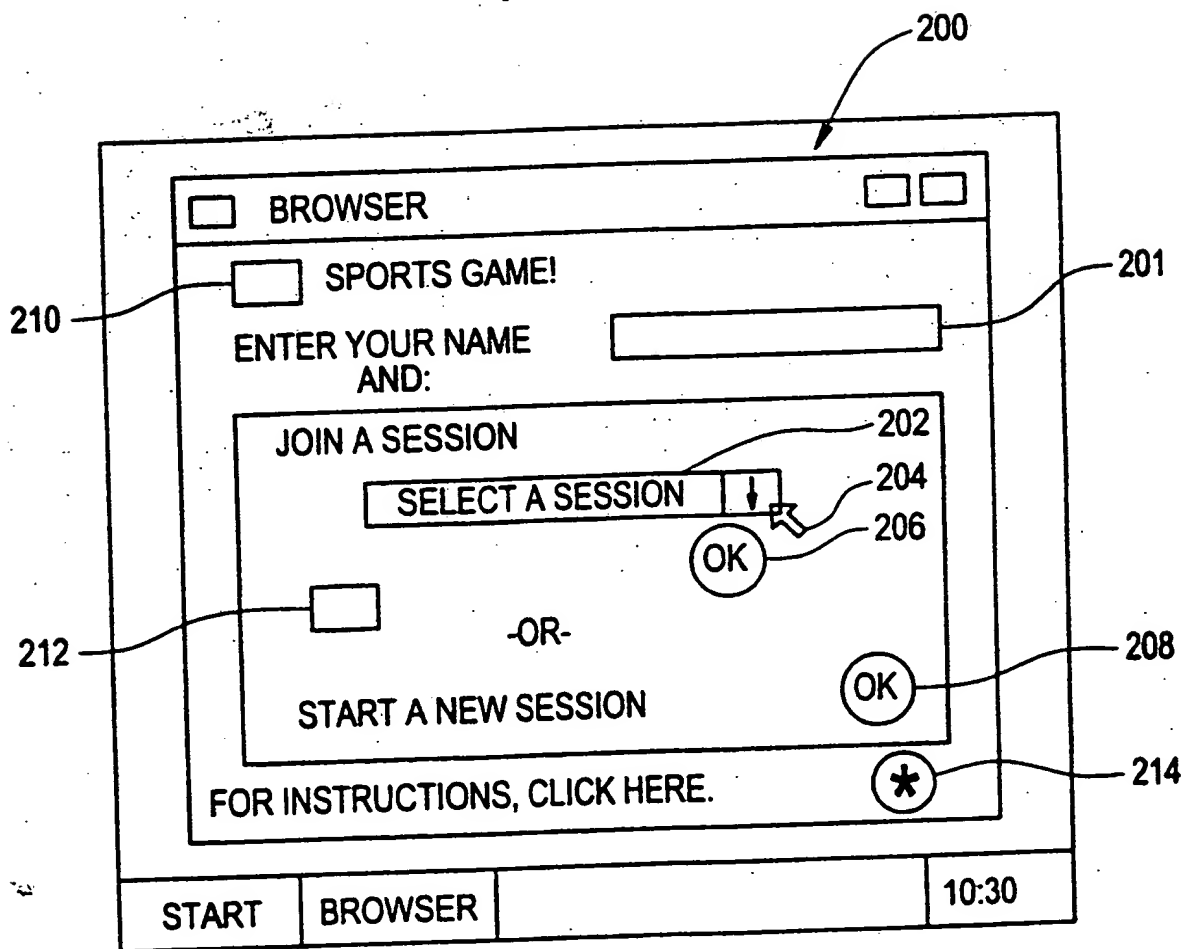 200
BROWSER
SPORTS GAME!
201
210
ENTER YOUR NAME
AND:
JOIN A SESSION
202
SELECT A SESSION
204
206
OK
212
-OR-
208
OK
START A NEW SESSION
214
*
FOR INSTRUCTIONS, CLICK HERE.
START BROWSER 10:30